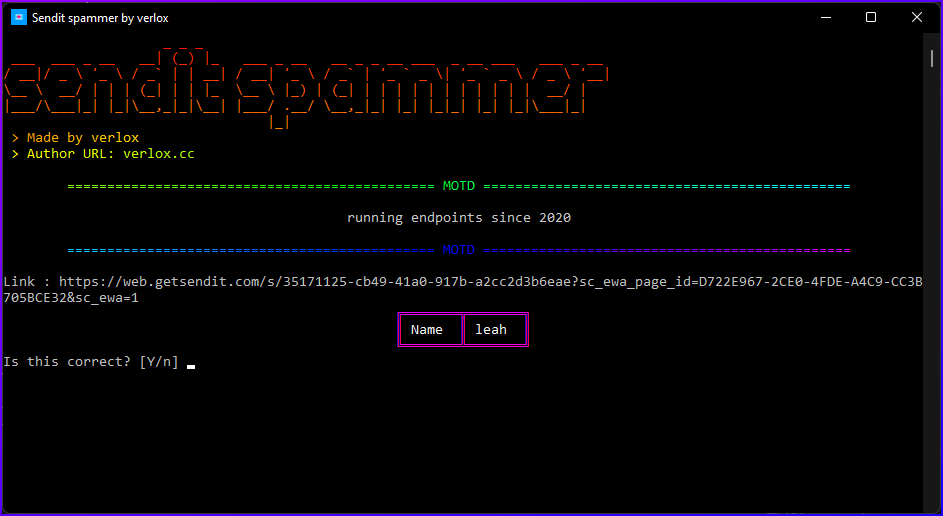 Sendit spammer by verlox
sendit spammer
> Made by verlox
> Author URL: verlox.cc
============================================== MOTD ==============================================
running endpoints since 2020
============================================== MOTD ==============================================
Link : https://web.getsendit.com/s/35171125-cb49-41a0-917b-a2cc2d3b6eae?sc_ewa_page_id=D722E967-2CE0-4FDE-A4C9-CC3B
705BCE32&sc_ewa=1
Name leah
Is this correct? [Y/n]